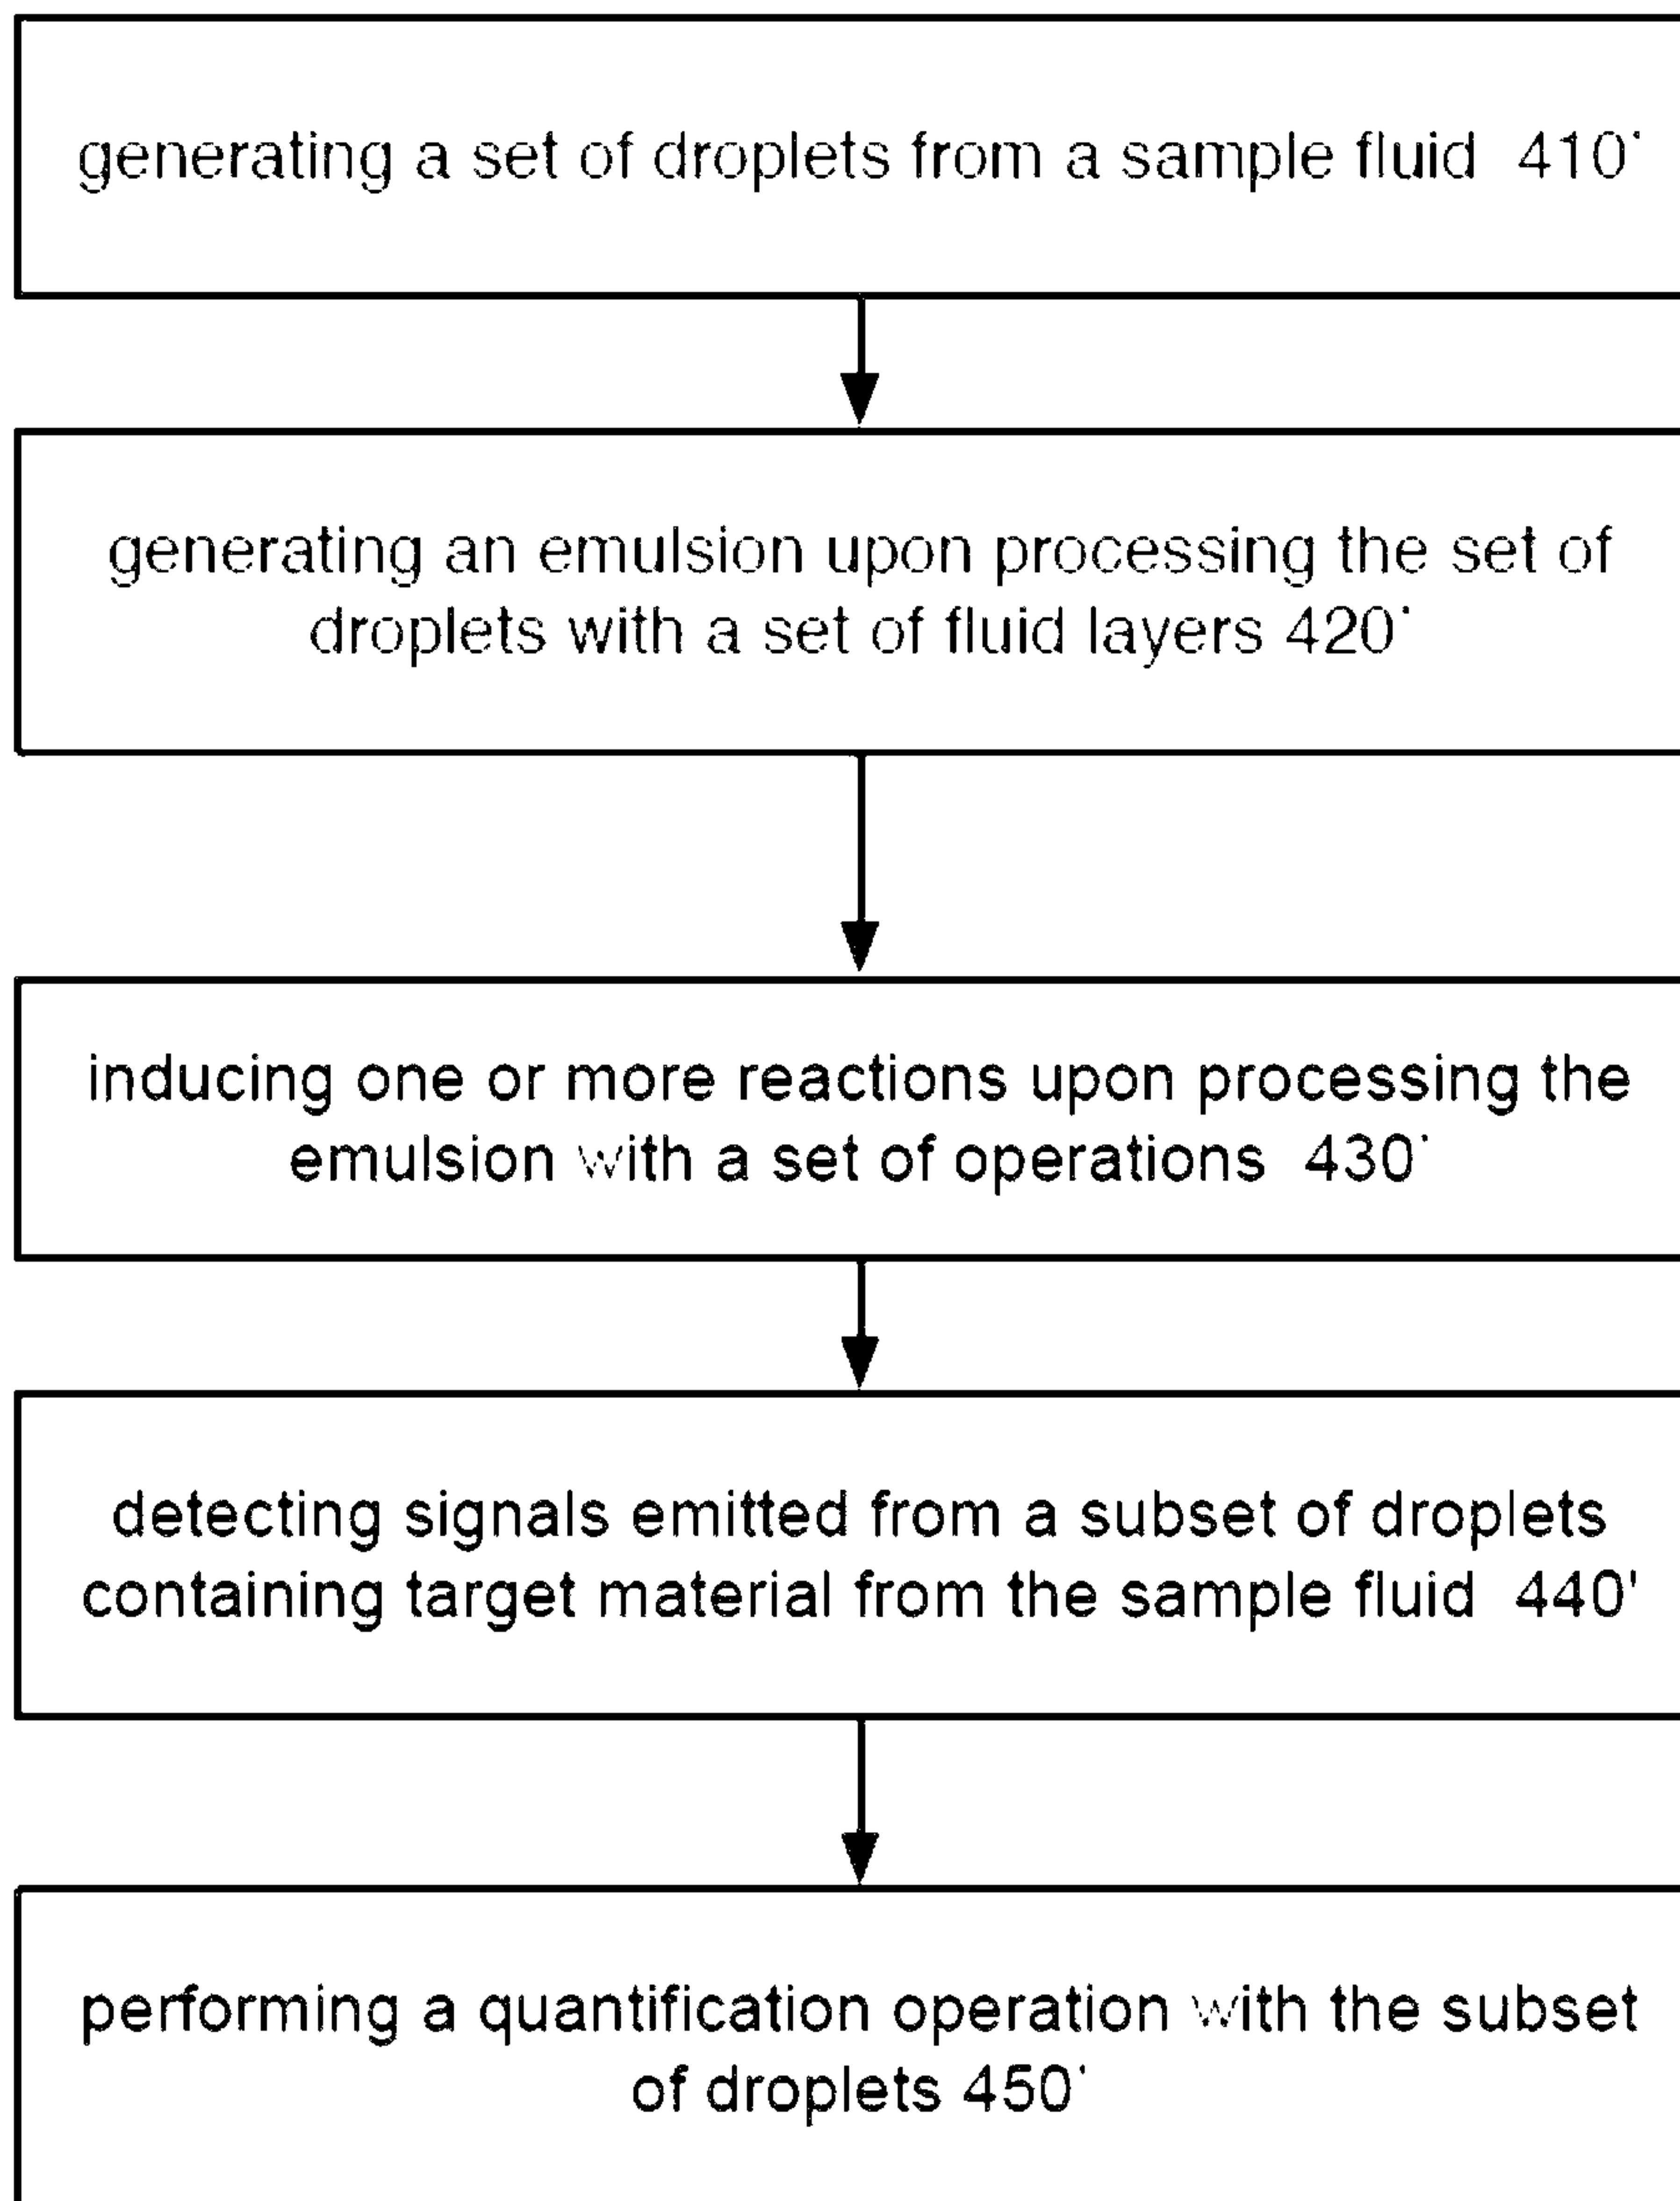 generating a set of droplets from a sample fluid 410'
generating an emulsion upon processing the set of
droplets with a set of fluid layers 420'
inducing one or more reactions upon processing the
emulsion with a set of operations 430'
detecting signals emitted from a subset of droplets
containing target material from the sample fluid 440'
performing a quantification operation with the subset
of droplets 450'